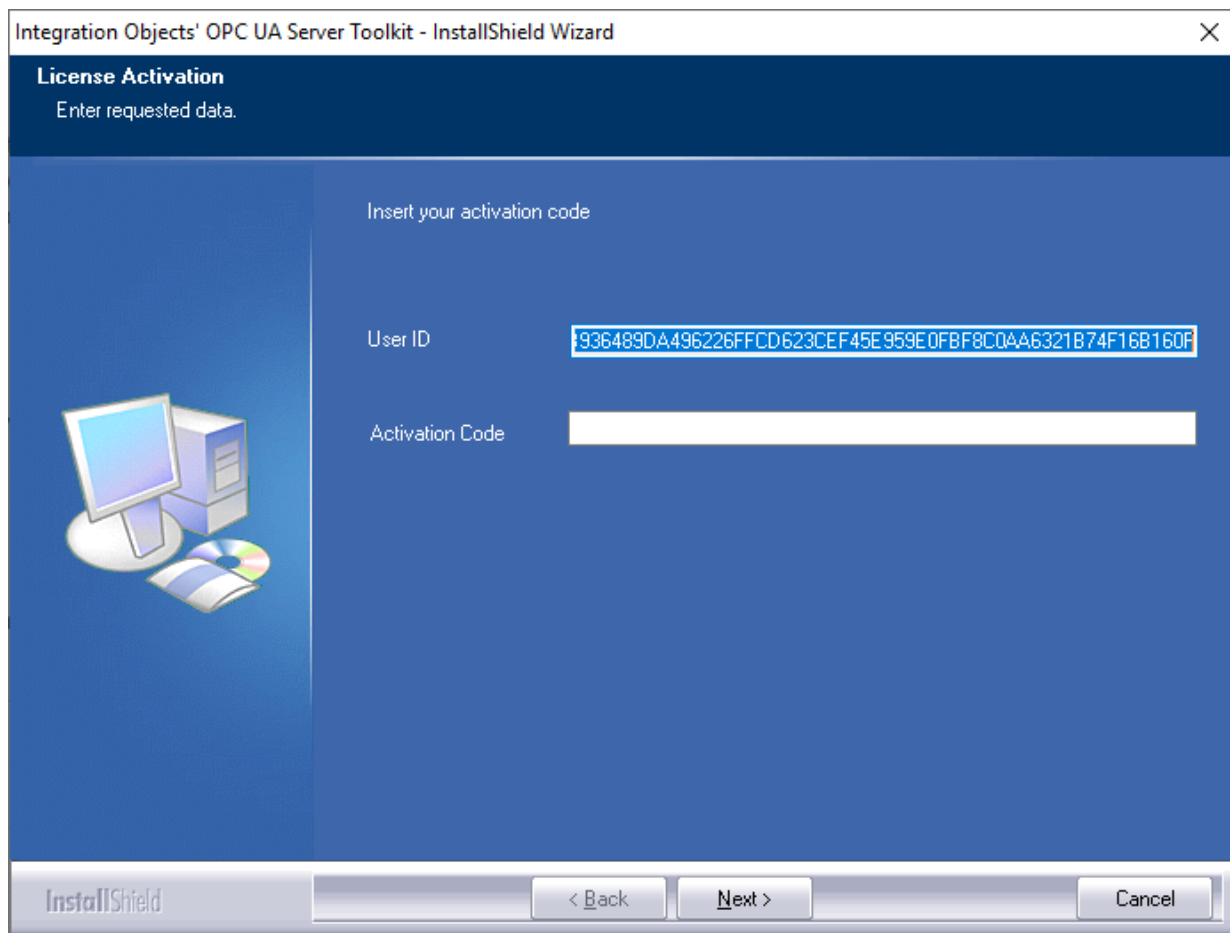 Integration Objects' OPC UA Server Toolkit - InstallShield Wizard
License Activation
Enter requested data.
Insert your activation code
User ID
936489DA496226FFCD623CEF45E959E0FBF8C0AA6321B74F16B160F
Activation Code
InstallShield
< Back
Next >
Cancel